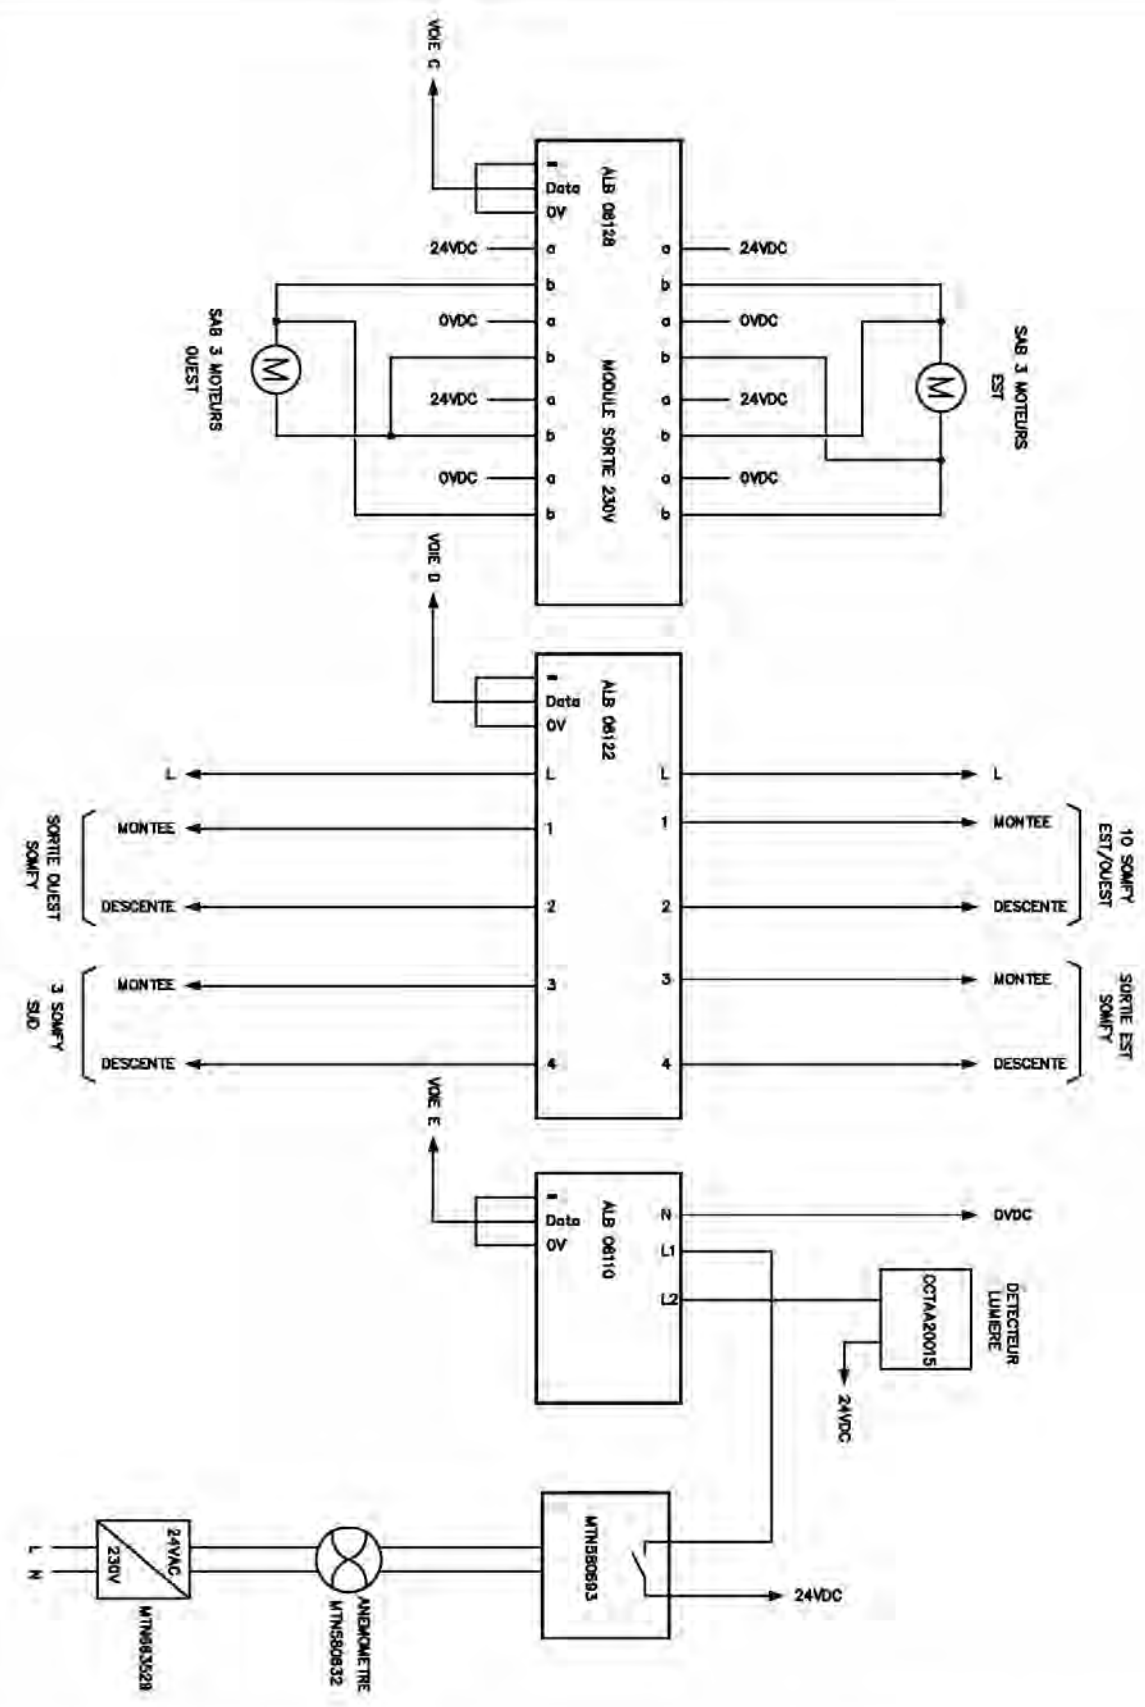 VOIE C
ALB 06128
MODULE SORTIE 230V
=
Data
0V
24VDC
a
a
24VDC
b
b
0VDC
a
a
0VDC
b
b
24VDC
a
a
24VDC
b
b
0VDC
a
a
0VDC
b
b
M
SAB 3 MOTEURS
OUEST
M
SAB 3 MOTEURS
EST
VOIE D
ALB 06122
=
Data
0V
L
L
L
L
MONTEE
1
1
MONTEE
DESCENTE
2
2
DESCENTE
MONTEE
3
3
MONTEE
DESCENTE
4
4
DESCENTE
SORTIE OUEST
SOMFY
3 SOMFY
SUD
10 SOMFY
EST/OUEST
SORTIE EST
SOMFY
VOIE E
ALB 06110
=
Data
0V
N
0VDC
L1
L2
CCTAA20015
DETECTEUR
LUMIERE
24VDC
MTN580693
24VDC
ANEMOMETRE
MTN580632
24VAC
230V
MTN663529
L
N